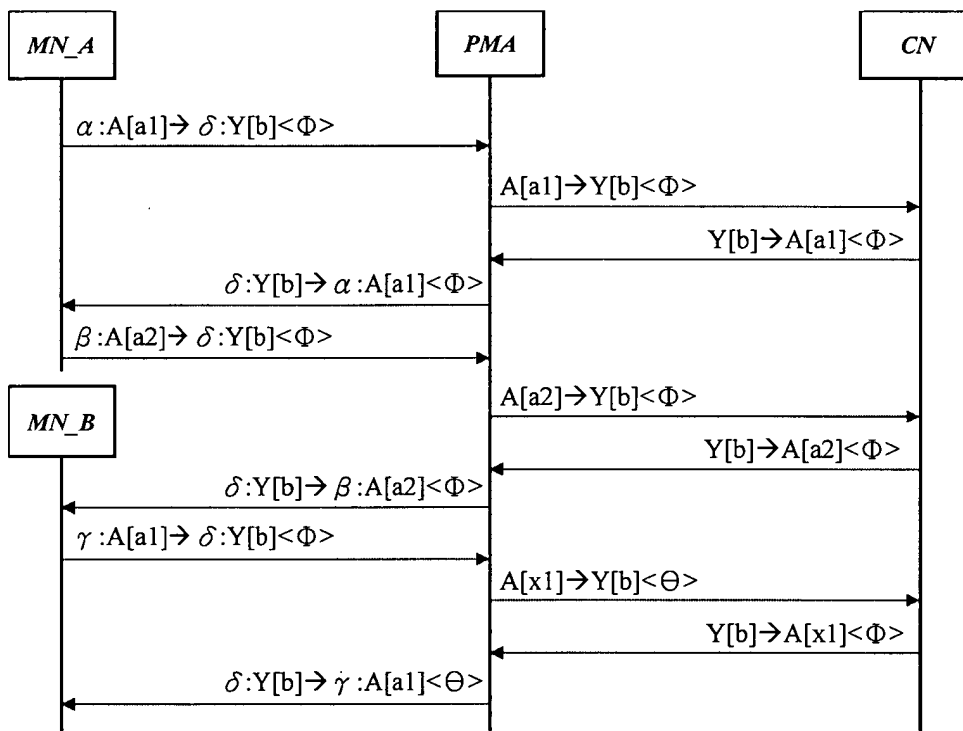 MN_A
PMA
CN
α:A[a1]→ δ:Y[b]<Φ>
A[a1]→Y[b]<Φ>
Y[b]→A[a1]<Φ>
δ:Y[b]→ α:A[a1]<Φ>
β:A[a2]→ δ:Y[b]<Φ>
MN_B
A[a2]→Y[b]<Φ>
Y[b]→A[a2]<Φ>
δ:Y[b]→ β:A[a2]<Φ>
γ:A[a1]→ δ:Y[b]<Φ>
A[x1]→Y[b]<Θ>
Y[b]→A[x1]<Φ>
δ:Y[b]→ γ:A[a1]<Θ>